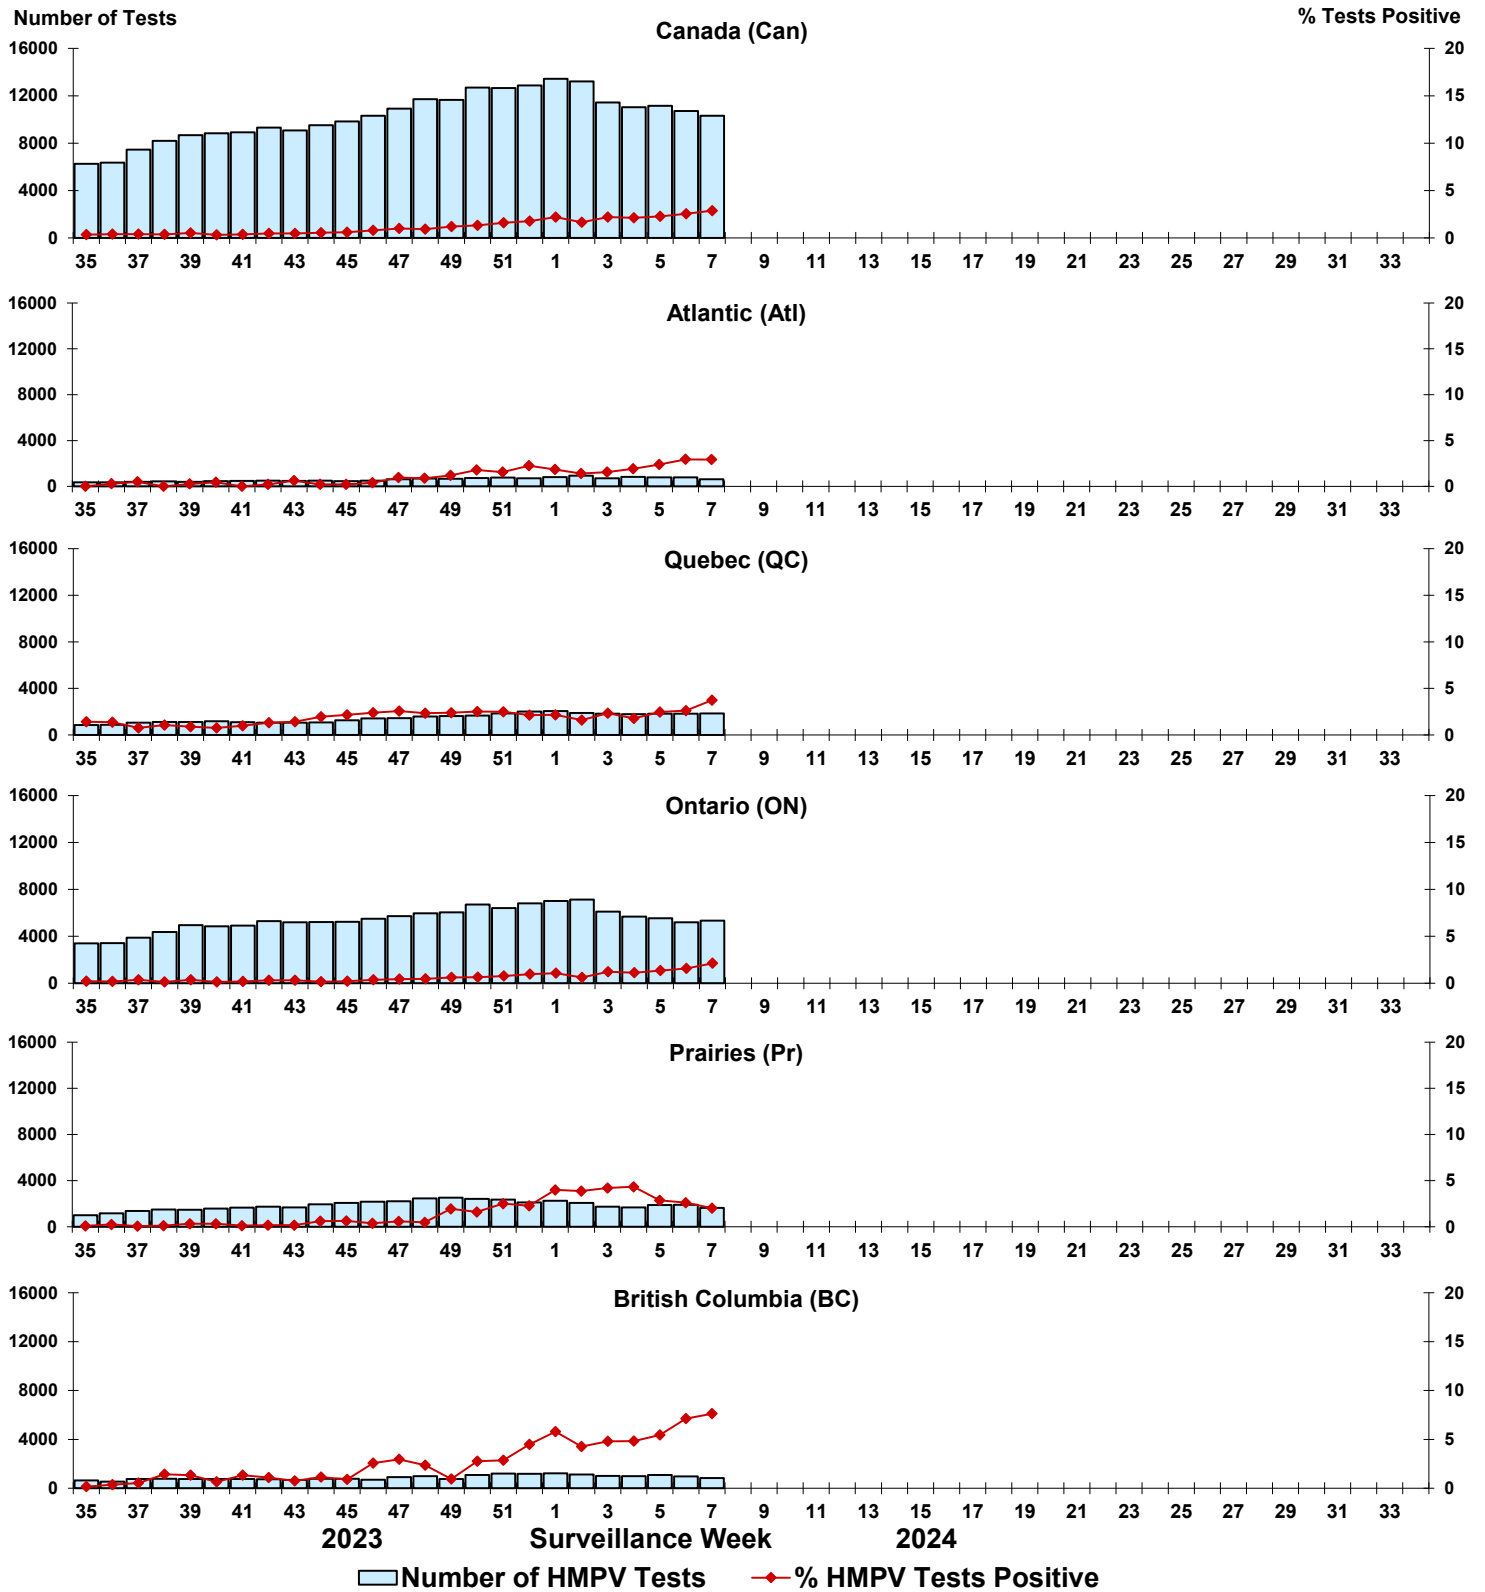 Number of Tests
% Tests Positive
Canada (Can)
16000 20
12000 15
8000 10
4000 5
0 0
35 37 39 41 43 45 47 49 51 1 3 5 7 9 11 13 15 17 19 21 23 25 27 29 31 33
Atlantic (Atl)
16000 20
12000 15
8000 10
4000 5
0 0
35 37 39 41 43 45 47 49 51 1 3 5 7 9 11 13 15 17 19 21 23 25 27 29 31 33
Quebec (QC)
16000 20
12000 15
8000 10
4000 5
0 0
35 37 39 41 43 45 47 49 51 1 3 5 7 9 11 13 15 17 19 21 23 25 27 29 31 33
Ontario (ON)
16000 20
12000 15
8000 10
4000 5
0 0
35 37 39 41 43 45 47 49 51 1 3 5 7 9 11 13 15 17 19 21 23 25 27 29 31 33
Prairies (Pr)
16000 20
12000 15
8000 10
4000 5
0 0
35 37 39 41 43 45 47 49 51 1 3 5 7 9 11 13 15 17 19 21 23 25 27 29 31 33
British Columbia (BC)
16000 20
12000 15
8000 10
4000 5
0 0
35 37 39 41 43 45 47 49 51 1 3 5 7 9 11 13 15 17 19 21 23 25 27 29 31 33
2023 Surveillance Week 2024
Number of HMPV Tests % HMPV Tests Positive